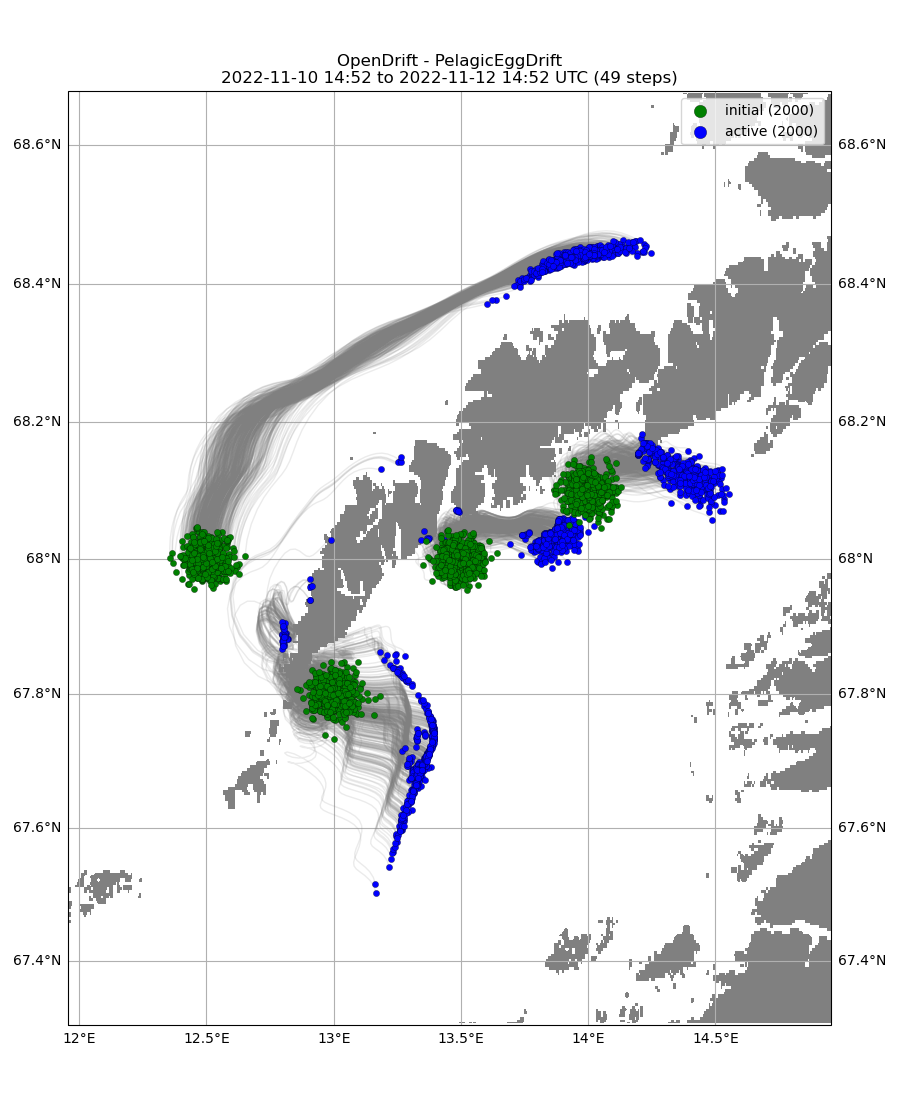 OpenDrift - PelagicEggDrift
2022-11-10 14:52 to 2022-11-12 14:52 UTC (49 steps)
initial (2000)
active (2000)
68.6°N 68.6°N
68.4°N 68.4°N
68.2°N 68.2°N
68°N 68°N
67.8°N 67.8°N
67.6°N 67.6°N
67.4°N 67.4°N
12°E 12.5°E 13°E 13.5°E 14°E 14.5°E